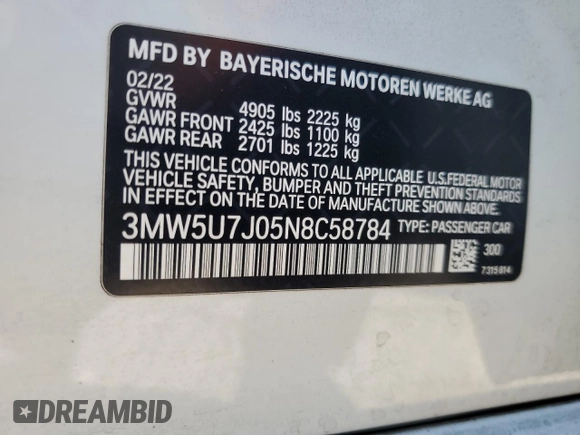 MFD BY BAYERISCHE MOTOREN WERKE AG
02/22
GVWR 4905 lbs 2225 kg
GAWR FRONT 2425 lbs 1100 kg
GAWR REAR 2701 lbs 1225 kg
THIS VEHICLE CONFORMS TO ALL APPLICABLE U.S.FEDERAL MOTOR
VEHICLE SAFETY, BUMPER AND THEFT PREVENTION STANDARDS
IN EFFECT ON THE DATE OF MANUFACTURE SHOWN ABOVE.
3MW5U7J05N8C58784 TYPE: PASSENGER CAR
300
7315814
DREAMBID